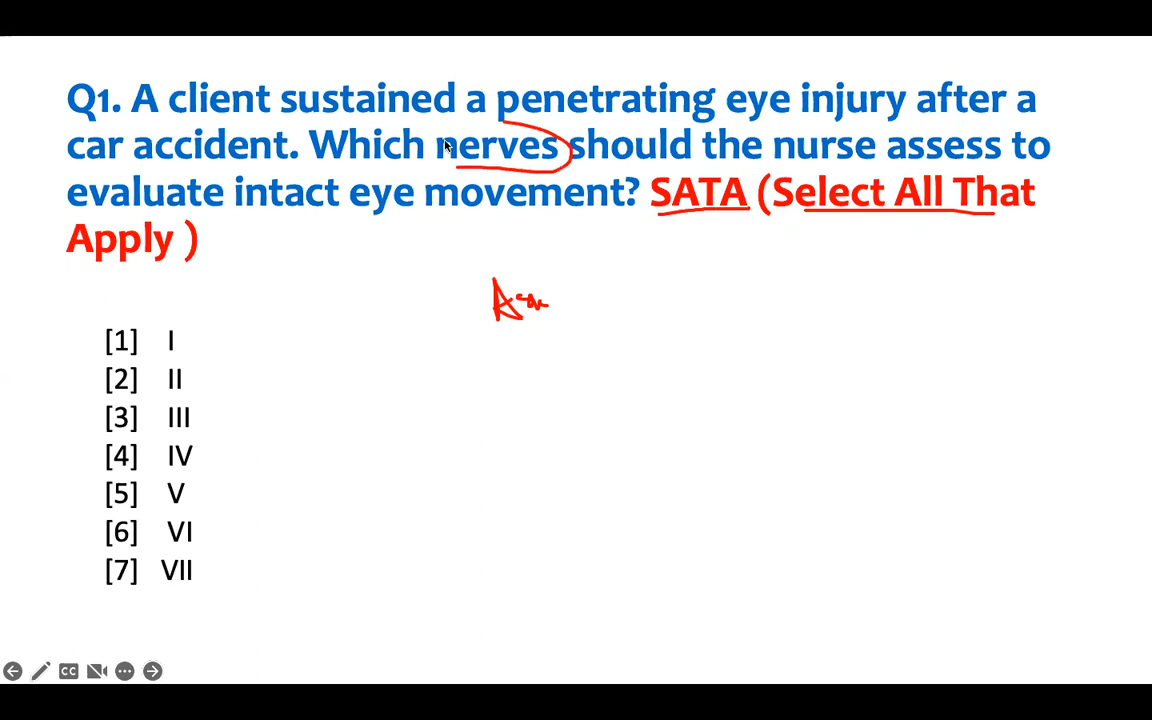 Q1. A client sustained a penetrating eye injury after a
car accident. Which nerves should the nurse assess to
evaluate intact eye movement? SATA (Select All That
Apply )
[1] I
[2] II
[3] III
[4] IV
[5] V
[6] VI
[7] VII
CC